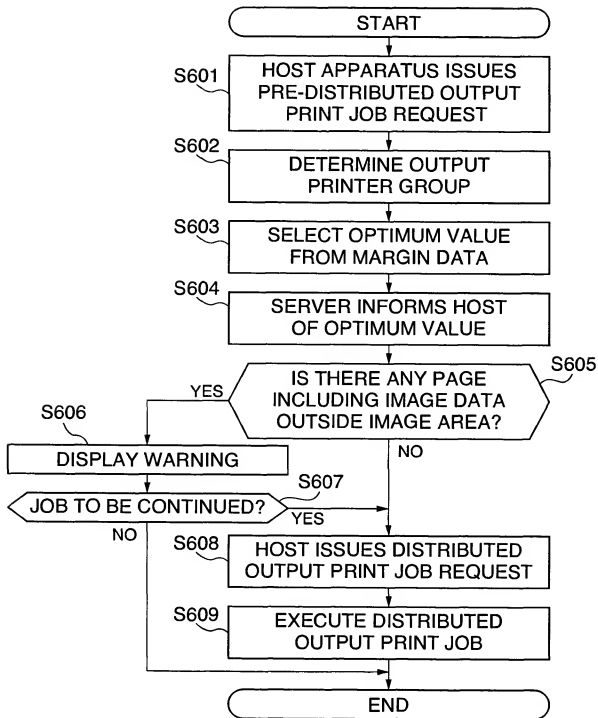 START
S601
HOST APPARATUS ISSUES
PRE-DISTRIBUTED OUTPUT
PRINT JOB REQUEST
S602
DETERMINE OUTPUT
PRINTER GROUP
S603
SELECT OPTIMUM VALUE
FROM MARGIN DATA
S604
SERVER INFORMS HOST
OF OPTIMUM VALUE
S605
IS THERE ANY PAGE
INCLUDING IMAGE DATA
OUTSIDE IMAGE AREA?
YES
NO
S606
DISPLAY WARNING
S607
JOB TO BE CONTINUED?
YES
NO
S608
HOST ISSUES DISTRIBUTED
OUTPUT PRINT JOB REQUEST
S609
EXECUTE DISTRIBUTED
OUTPUT PRINT JOB
END